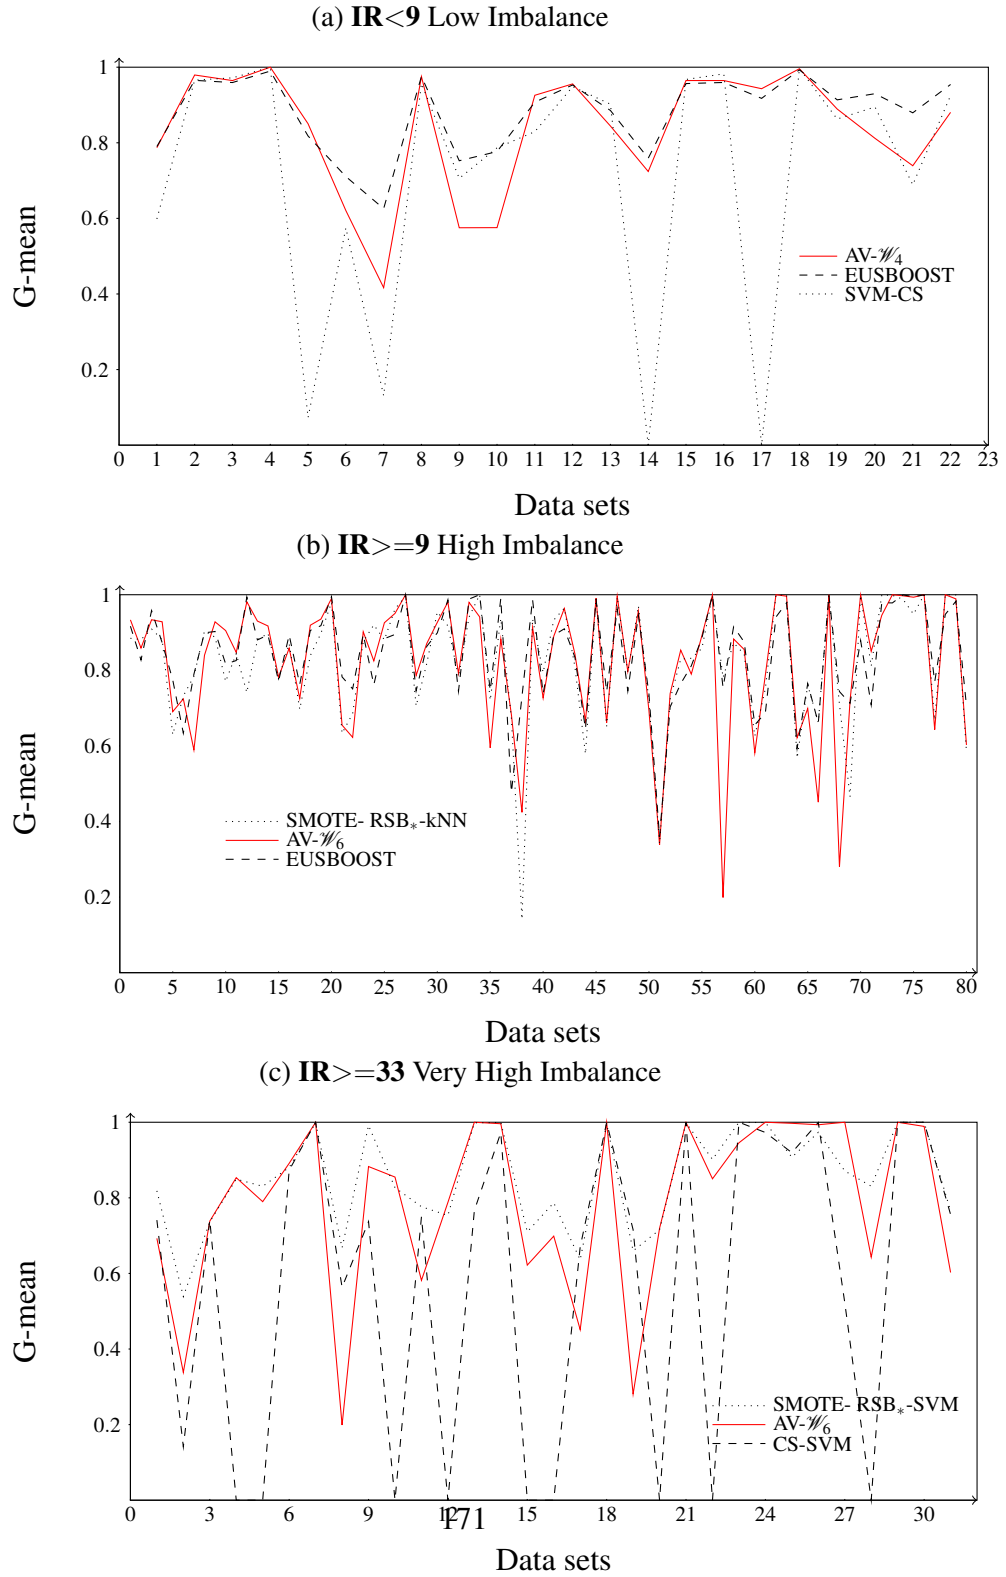 (a) IR<9 Low Imbalance
1
0.8
0.6
0.4
0.2
G-mean
AV-𝒲4
EUSBOOST
SVM-CS
0 1 2 3 4 5 6 7 8 9 10 11 12 13 14 15 16 17 18 19 20 21 22 23
Data sets
(b) IR>=9 High Imbalance
1
0.8
0.6
0.4
0.2
G-mean
SMOTE- RSB*-kNN
AV-𝒲6
EUSBOOST
0 5 10 15 20 25 30 35 40 45 50 55 60 65 70 75 80
Data sets
(c) IR>=33 Very High Imbalance
1
0.8
0.6
0.4
0.2
G-mean
SMOTE- RSB*-SVM
AV-𝒲6
CS-SVM
0 3 6 9 12 15 18 21 24 27 30
171
Data sets